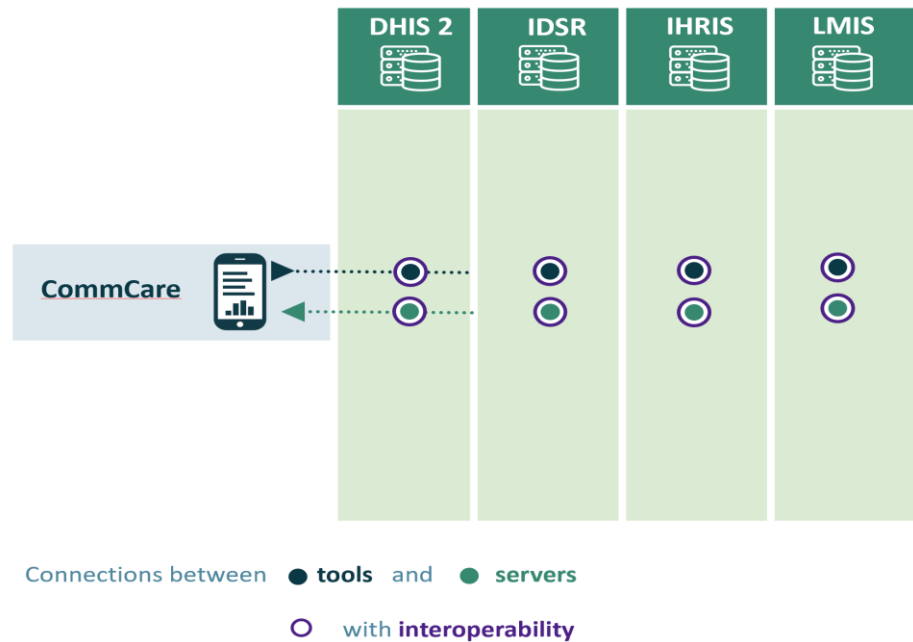 DHIS 2 IDSR IHRIS LMIS
CommCare
Connections between tools and servers
with interoperability